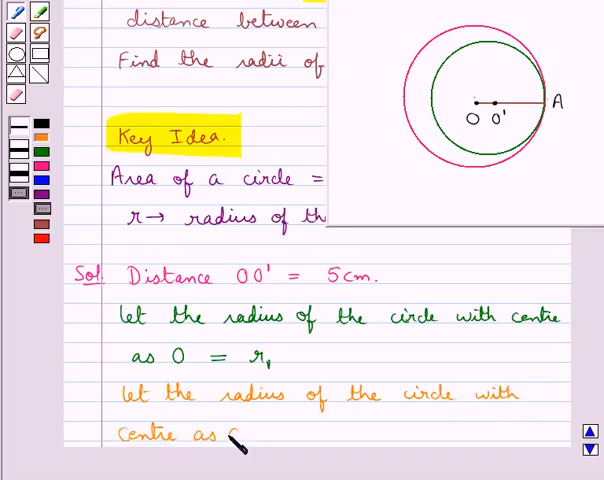 distance between
Find the radii of
Key Idea.
Area of a circle =
r → radius of the
O O' A
Sol. Distance OO' = 5cm.
let the radius of the circle with centre
as O = r₁
let the radius of the circle with
centre as